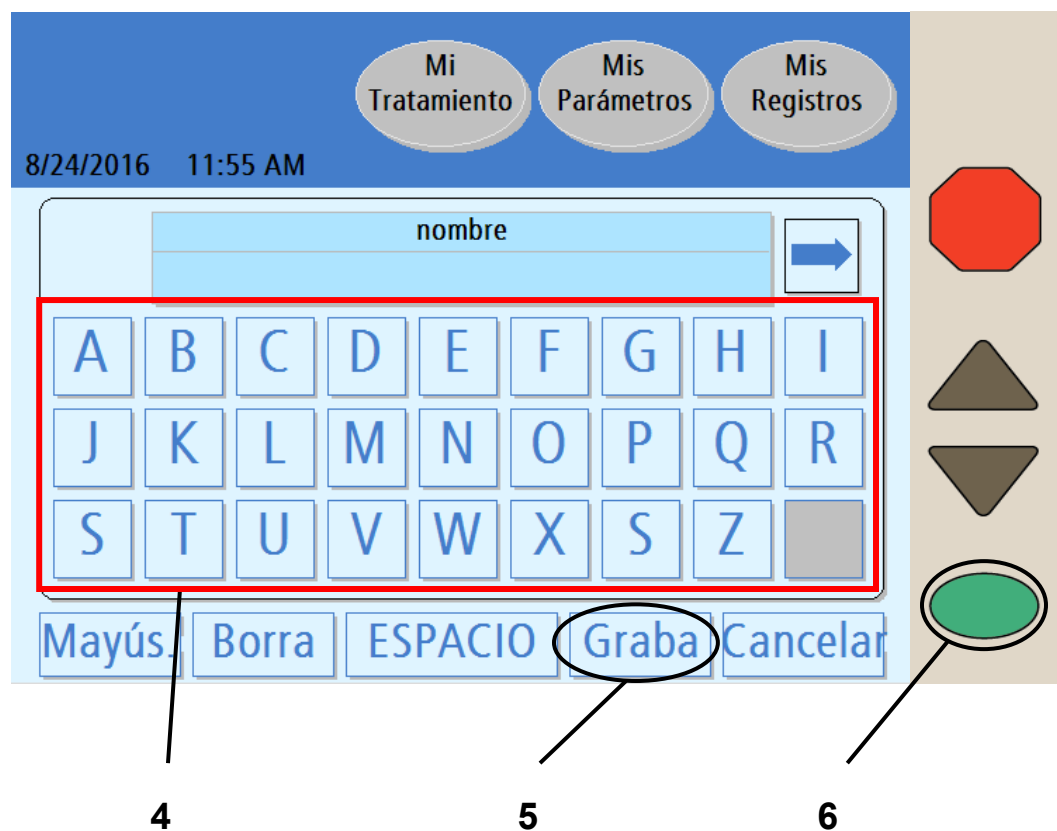 Mi Tratamiento
Mis Parámetros
Mis Registros
8/24/2016 11:55 AM
nombre
A B C D E F G H I
J K L M N O P Q R
S T U V W X S Z
Mayús. Borra ESPACIO Graba Cancelar
4 5 6